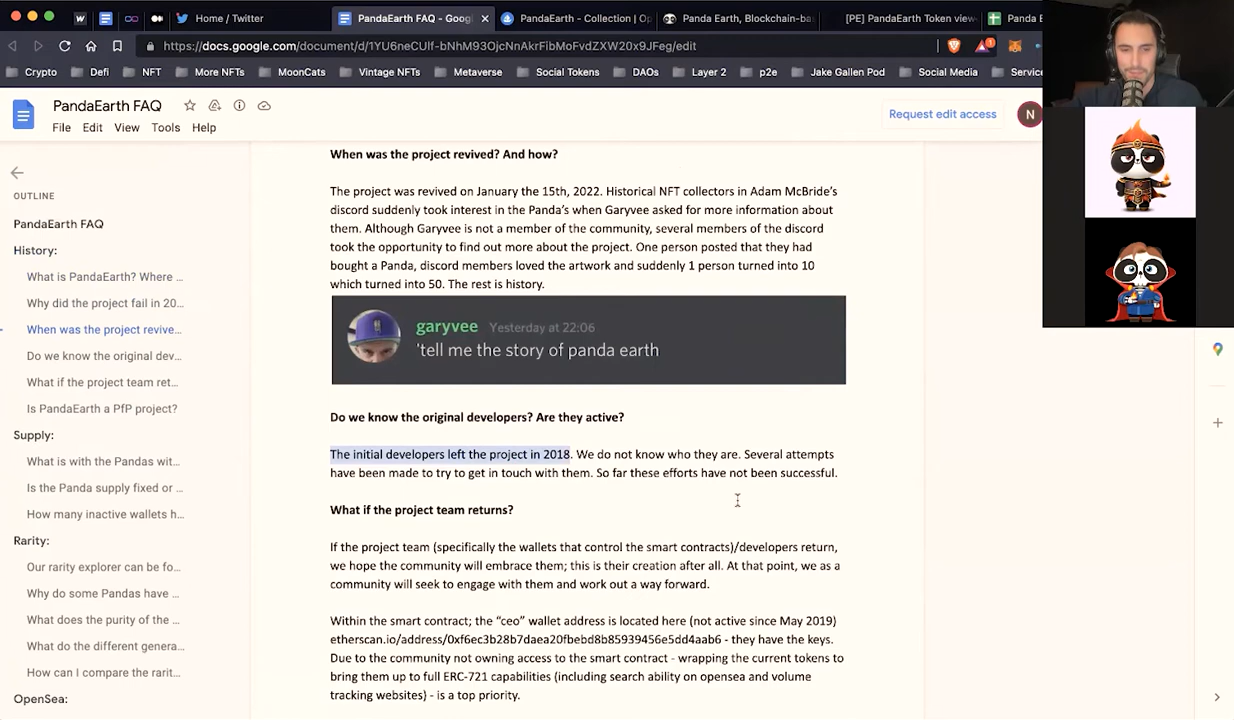 Home / Twitter
PandaEarth FAQ - Goog
PandaEarth - Collection | Op
Panda Earth, Blockchain-ba
[PE] PandaEarth Token view
Panda E
https://docs.google.com/document/d/1YU6neCUlf-bNhM93OjcNnAkrFibMoFvdZXW20x9JFeg/edit
1
Crypto
Defi
NFT
More NFTs
MoonCats
Vintage NFTs
Metaverse
Social Tokens
DAOs
Layer 2
p2e
Jake Gallen Pod
Social Media
Service
PandaEarth FAQ
File Edit View Tools Help
Request edit access
N
OUTLINE
PandaEarth FAQ
History:
What is PandaEarth? Where ...
Why did the project fail in 20...
When was the project revive...
Do we know the original dev...
What if the project team ret...
Is PandaEarth a PfP project?
Supply:
What is with the Pandas wit...
Is the Panda supply fixed or ...
How many inactive wallets h...
Rarity:
Our rarity explorer can be fo...
Why do some Pandas have ...
What does the purity of the ...
What do the different genera...
How can I compare the rarit...
OpenSea:
When was the project revived? And how?
The project was revived on January the 15th, 2022. Historical NFT collectors in Adam McBride's
discord suddenly took interest in the Panda's when Garyvee asked for more information about
them. Although Garyvee is not a member of the community, several members of the discord
took the opportunity to find out more about the project. One person posted that they had
bought a Panda, discord members loved the artwork and suddenly 1 person turned into 10
which turned into 50. The rest is history.
garyvee Yesterday at 22:06
'tell me the story of panda earth
Do we know the original developers? Are they active?
The initial developers left the project in 2018. We do not know who they are. Several attempts
have been made to try to get in touch with them. So far these efforts have not been successful.
What if the project team returns?
If the project team (specifically the wallets that control the smart contracts)/developers return,
we hope the community will embrace them; this is their creation after all. At that point, we as a
community will seek to engage with them and work out a way forward.
Within the smart contract; the "ceo" wallet address is located here (not active since May 2019)
etherscan.io/address/0xf6ec3b28b7daea20fbebd8b85939456e5dd4aab6 - they have the keys.
Due to the community not owning access to the smart contract - wrapping the current tokens to
bring them up to full ERC-721 capabilities (including search ability on opensea and volume
tracking websites) - is a top priority.